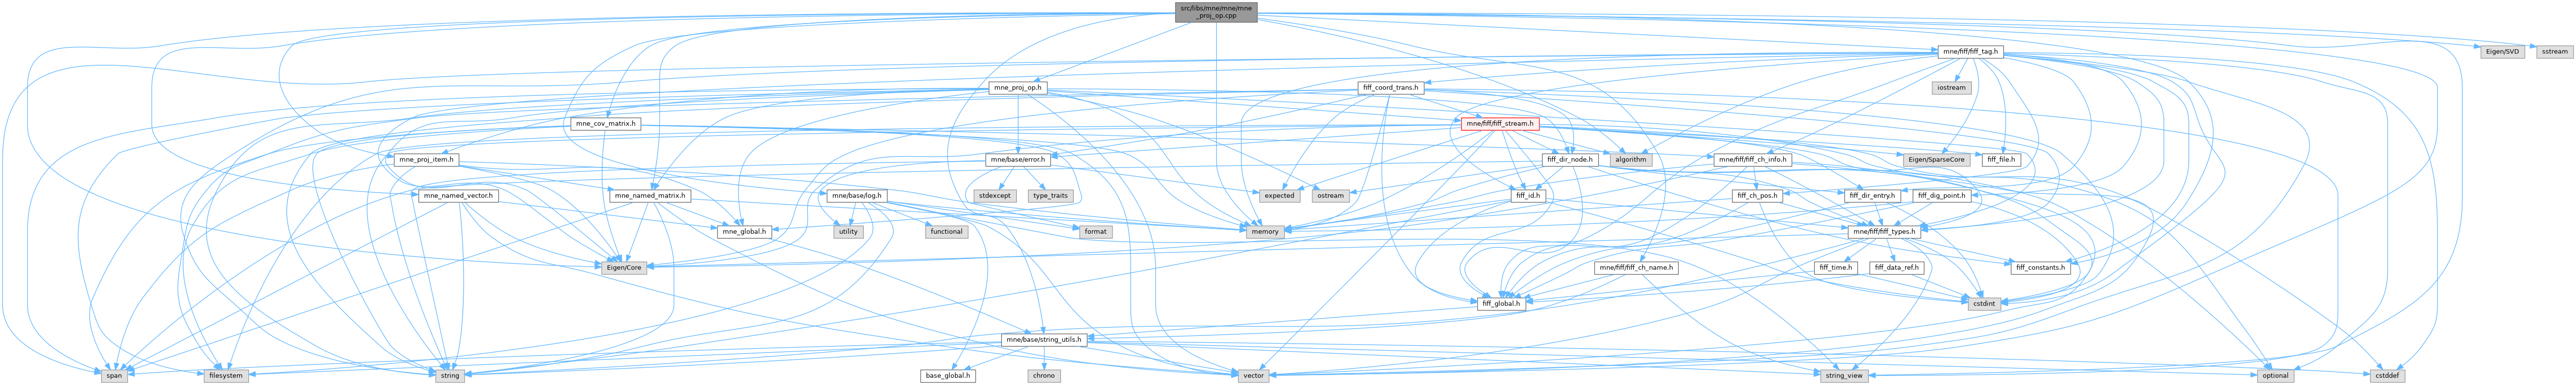 src/libs/mne/mne/mne
_proj_op.cpp
mne/fiff/fiff_tag.h
Eigen/SVD
sstream
mne_proj_op.h
fiff_coord_trans.h
iostream
mne_cov_matrix.h
mne/fiff/fiff_stream.h
mne_proj_item.h
mne/base/error.h
fiff_dir_node.h
algorithm
mne/fiff/fiff_ch_info.h
Eigen/SparseCore
fiff_file.h
mne_named_vector.h
mne_named_matrix.h
mne/base/log.h
stdexcept
type_traits
expected
ostream
fiff_id.h
fiff_ch_pos.h
fiff_dir_entry.h
fiff_dig_point.h
mne_global.h
utility
functional
format
memory
mne/fiff/fiff_types.h
Eigen/Core
mne/fiff/fiff_ch_name.h
fiff_time.h
fiff_data_ref.h
fiff_constants.h
fiff_global.h
cstdint
mne/base/string_utils.h
span
filesystem
string
base_global.h
chrono
vector
string_view
optional
cstddef